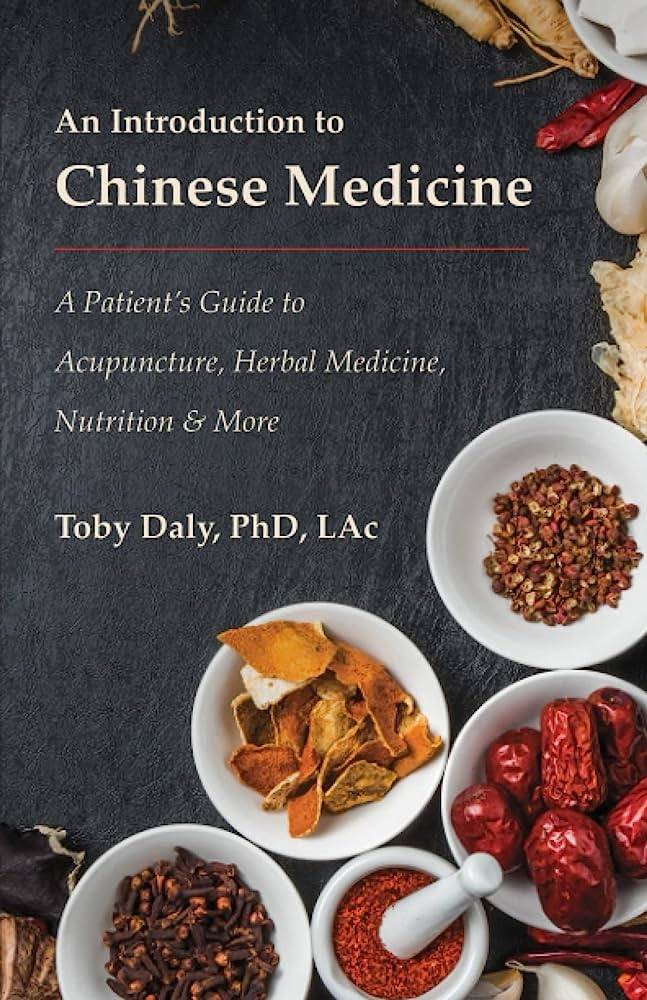 An Introduction to
Chinese Medicine
A Patient's Guide to
Acupuncture, Herbal Medicine,
Nutrition & More
Toby Daly, PhD, LAc